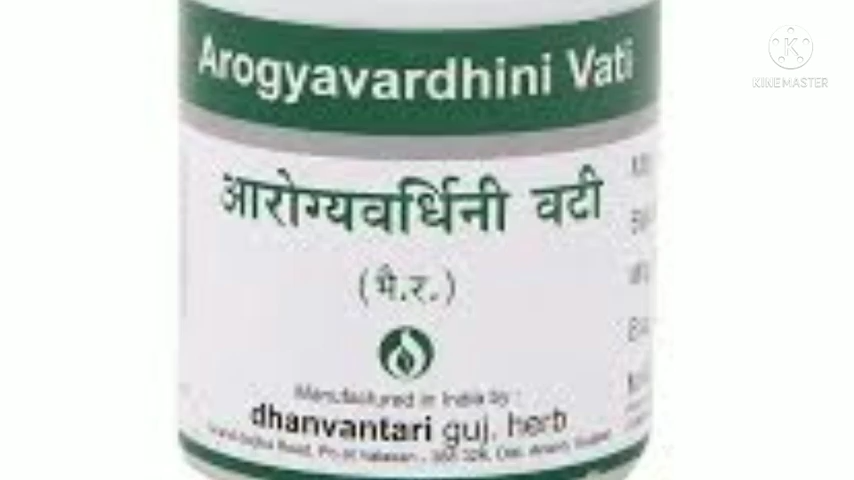 Arogyavardhini Vati
K
KINEMASTER
आरोग्यवर्धिनी वटी
(भै.र.)
Manufactured in India by :
dhanvantari guj. herb